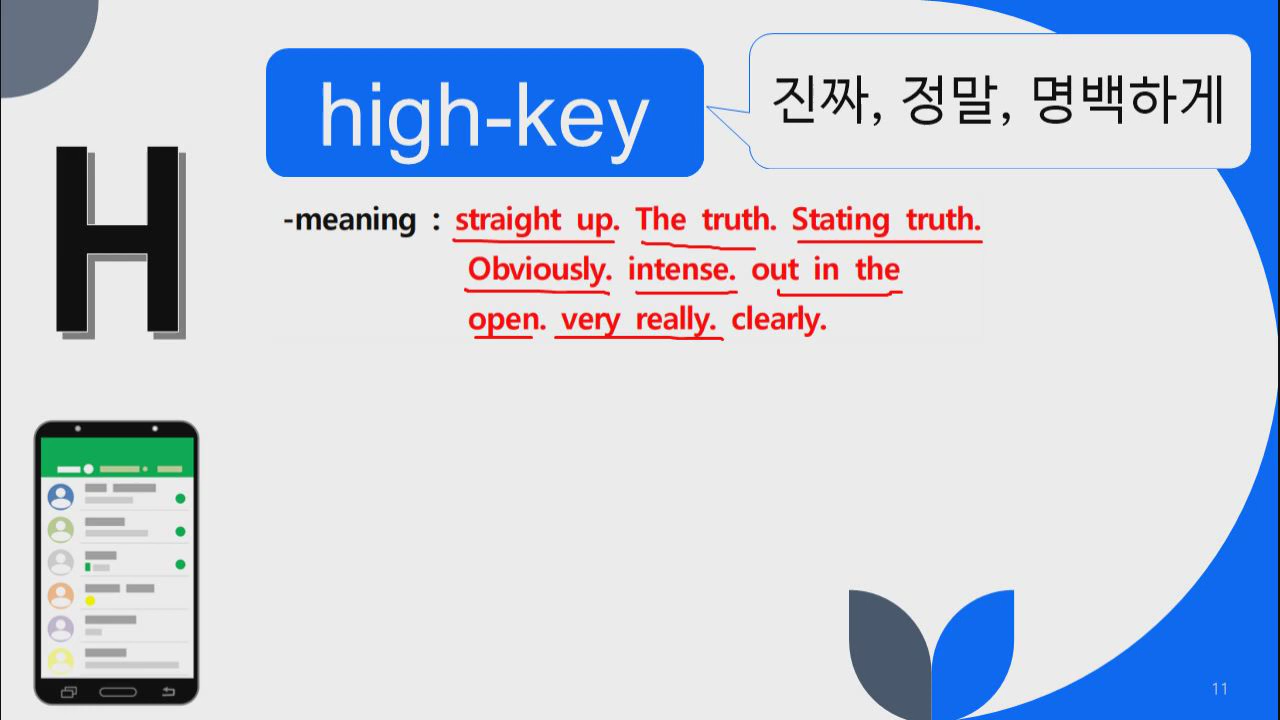 high-key
진짜, 정말, 명백하게
H
-meaning : straight up. The truth. Stating truth.
Obviously. intense. out in the
open. very really. clearly.
11